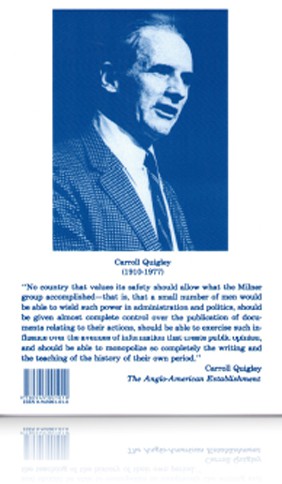 Carroll Quigley
(1910-1977)
"No country that values its safety should allow what the Milner
group accomplished—that is, that a small number of men would
be able to wield such power in administration and politics, should
be given almost complete control over the publication of docu-
ments relating to their actions, should be able to exercise such in-
fluence over the avenues of information that create public opinion,
and should be able to monopolize so completely the writing and
the teaching of the history of their own period."
Carroll Quigley
The Anglo-American Establishment